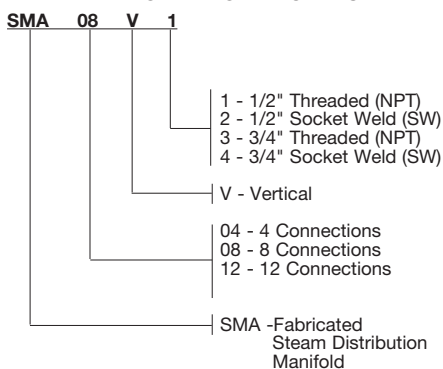 SMA 08 V 1
1 - 1/2" Threaded (NPT)
2 - 1/2" Socket Weld (SW)
3 - 3/4" Threaded (NPT)
4 - 3/4" Socket Weld (SW)
V - Vertical
04 - 4 Connections
08 - 8 Connections
12 - 12 Connections
SMA -Fabricated
Steam Distribution
Manifold